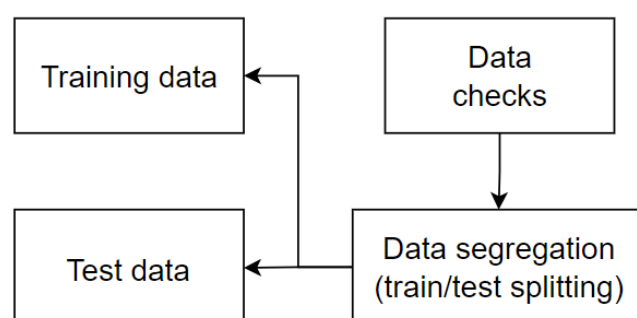 Training data
Data
checks
Test data
Data segregation
(train/test splitting)